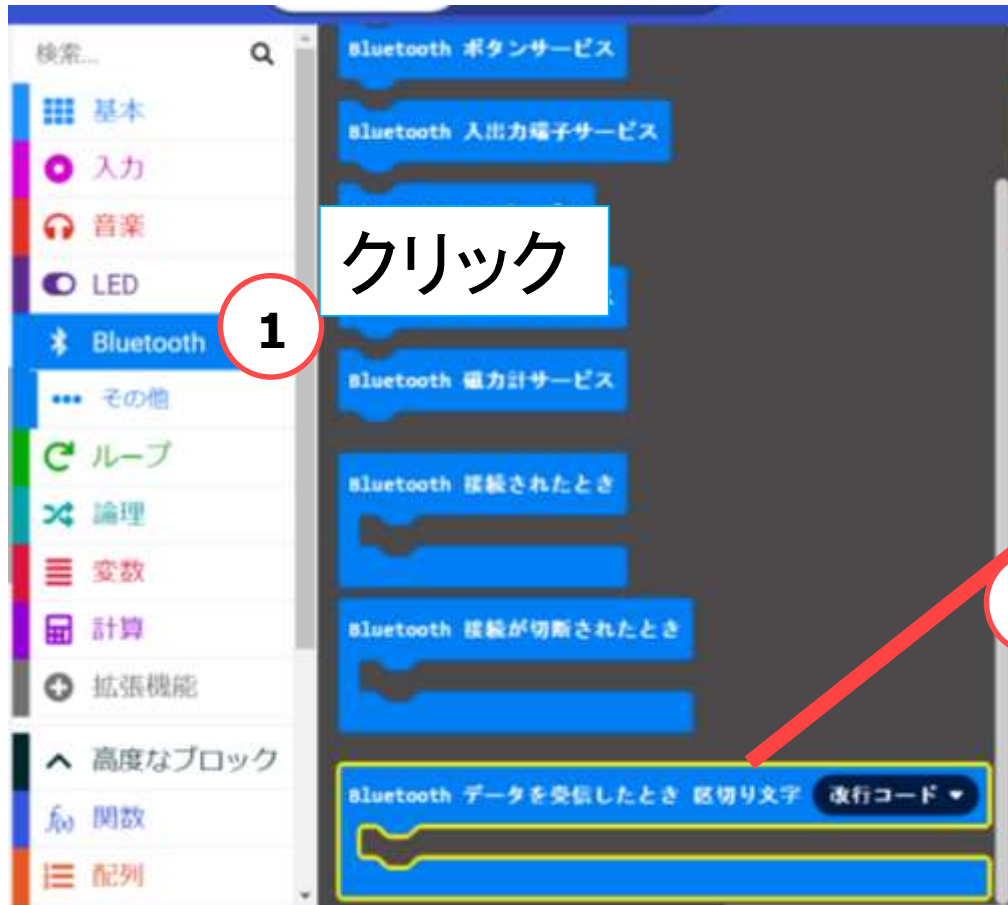 検索...
基本
入力
音楽
LED
Bluetooth
その他
ループ
論理
変数
計算
拡張機能
高度なブロック
f(x) 関数
配列
1
クリック
Bluetooth ボタンサービス
Bluetooth 入出力端子サービス
Bluetooth 磁力計サービス
Bluetooth 接続されたとき
Bluetooth 接続が切断されたとき
Bluetooth データを受信したとき 区切り文字 改行コード